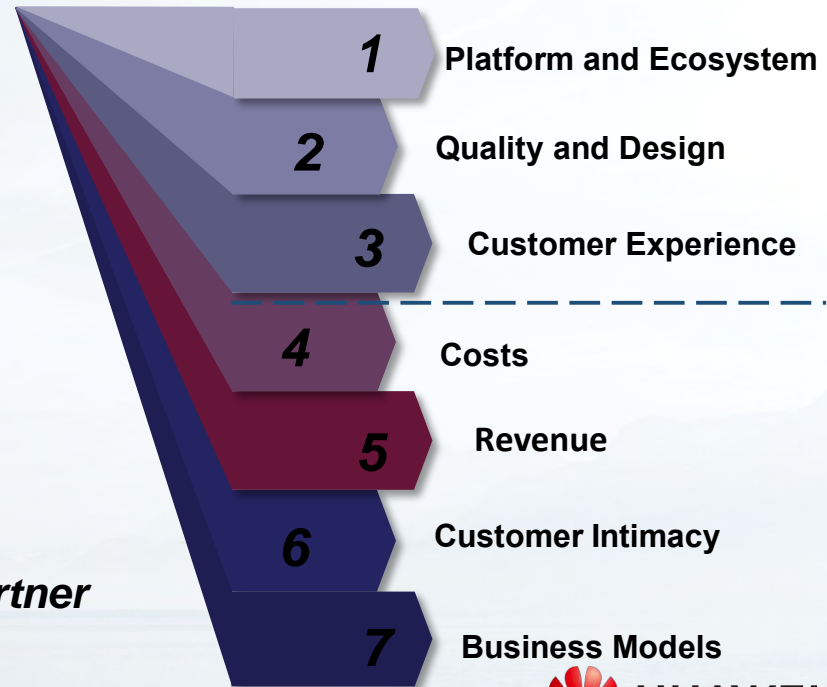 1 Platform and Ecosystem
2 Quality and Design
3 Customer Experience
4 Costs
5 Revenue
6 Customer Intimacy
rtner
7 Business Models